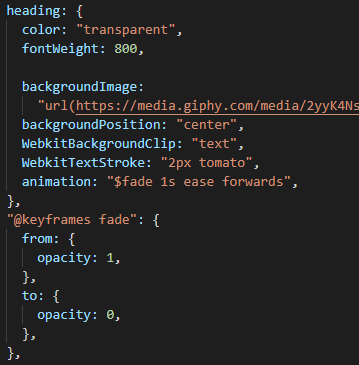 heading: {
color: "transparent",
fontWeight: 800,
backgroundImage:
"url(https://media.giphy.com/media/2yyK4Ns
backgroundPosition: "center",
WebkitBackgroundClip: "text",
WebkitTextStroke: "2px tomato",
animation: "$fade 1s ease forwards",
},
"@keyframes fade": {
from: {
opacity: 1,
},
to: {
opacity: 0,
},
},